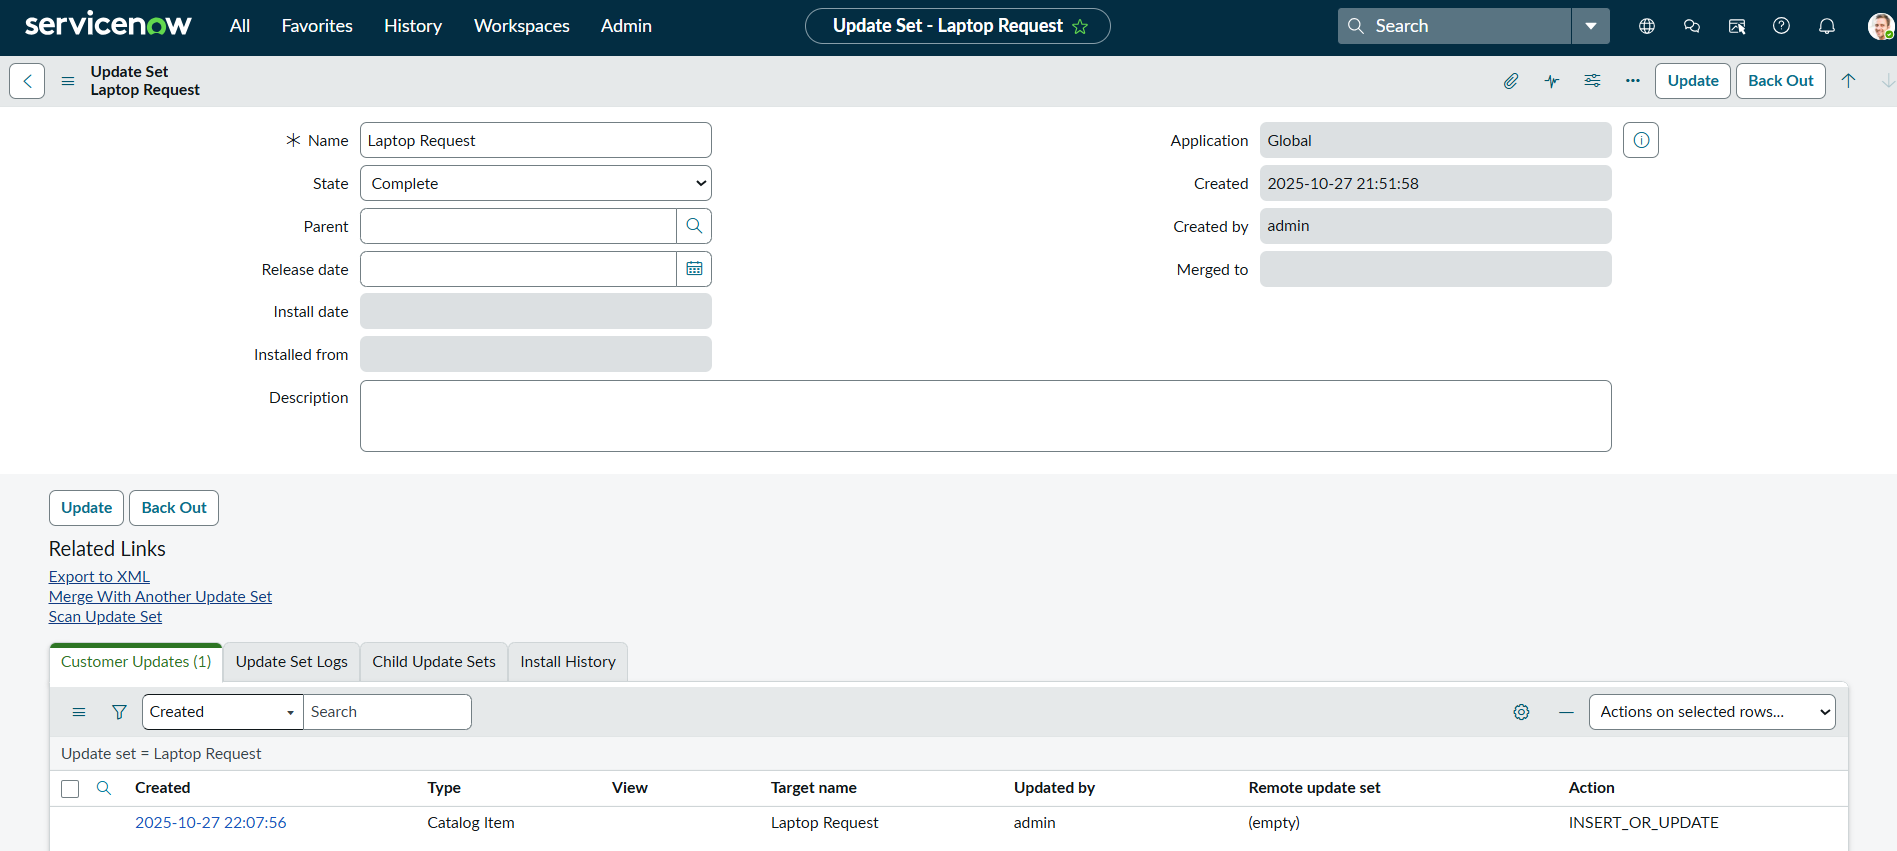 servicenow All Favorites History Workspaces Admin Update Set - Laptop Request Search
Update Set
Laptop Request
Update Back Out
Name Laptop Request
State Complete
Parent
Release date
Install date
Installed from
Description
Application Global
Created 2025-10-27 21:51:58
Created by admin
Merged to
Update Back Out
Related Links
Export to XML
Merge With Another Update Set
Scan Update Set
Customer Updates (1) Update Set Logs Child Update Sets Install History
Created Search Actions on selected rows...
Update set = Laptop Request
Created Type View Target name Updated by Remote update set Action
2025-10-27 22:07:56 Catalog Item Laptop Request admin (empty) INSERT_OR_UPDATE